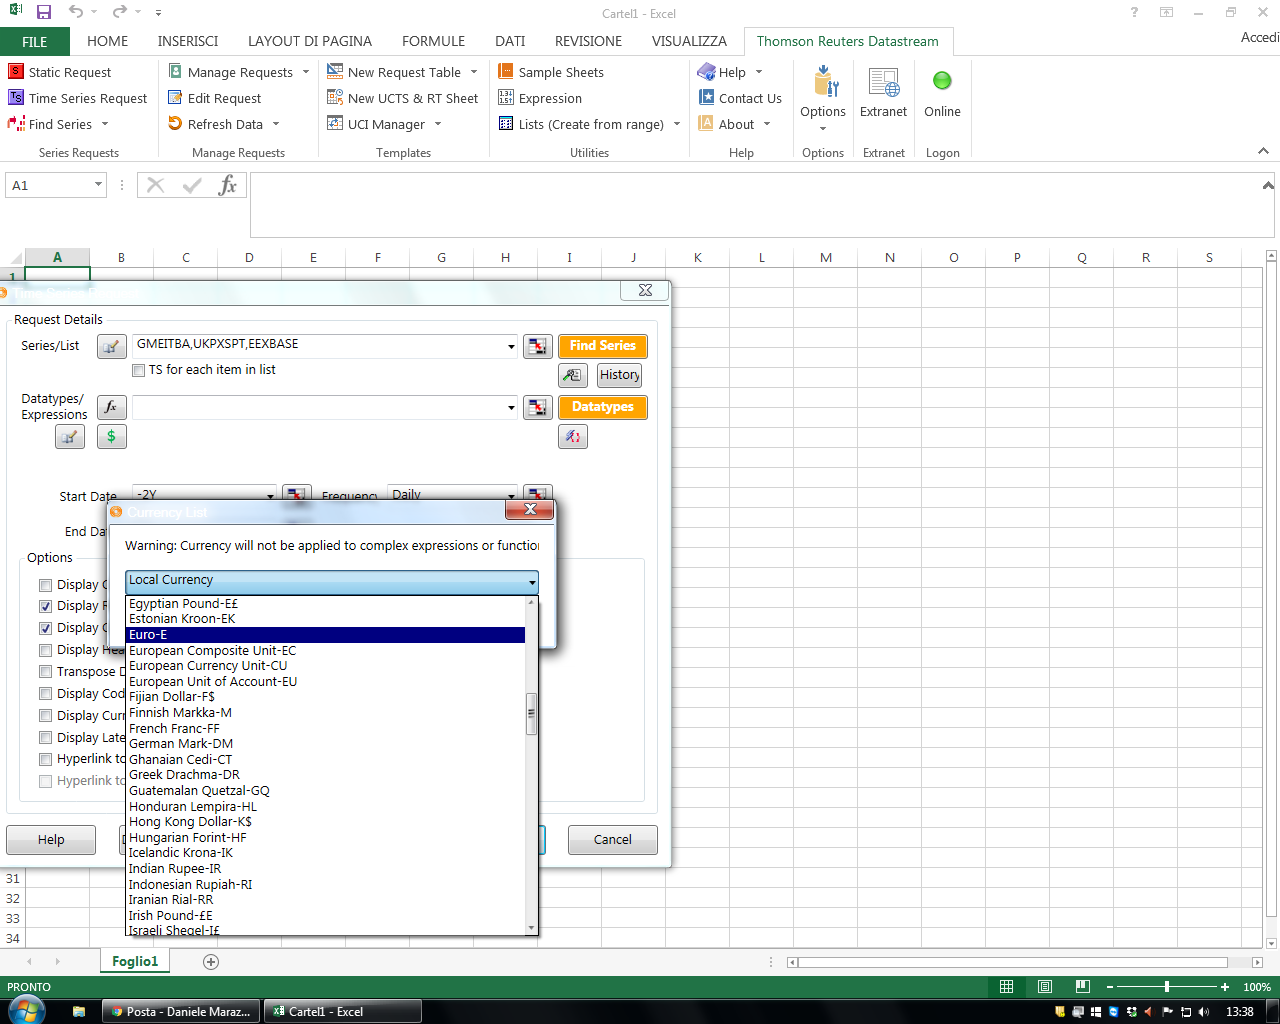 Cartel1 - Excel
FILE HOME INSERISCI LAYOUT DI PAGINA FORMULE DATI REVISIONE VISUALIZZA Thomson Reuters Datastream Accedi
Static Request Manage Requests New Request Table Sample Sheets Help
Time Series Request Edit Request New UCTS & RT Sheet Expression Contact Us Options Extranet Online
Find Series Refresh Data UCI Manager Lists (Create from range) About
Series Requests Manage Requests Templates Utilities Help Options Extranet Logon
A1 fx
A B C D E F G H I J K L M N O P Q R S
1
Request Details
Series/List GMEITBA,UKPXSPT,EEXBASE Find Series
TS for each item in list History
Datatypes/
Expressions fx Datatypes
$
Start Date -2Y Frequency Daily
Currency List
End Da
Warning: Currency will not be applied to complex expressions or functio
Options
Local Currency
Display
Egyptian Pound-E£
Display
Estonian Kroon-EK
Display
Euro-E
Display
European Composite Unit-EC
European Currency Unit-CU
Transpose
European Unit of Account-EU
Display Cod
Fijian Dollar-F$
Display Curr
Finnish Markka-M
French Franc-FF
Display Late
German Mark-DM
Hyperlink to
Ghanaian Cedi-CT
Greek Drachma-DR
Hyperlink to
Guatemalan Quetzal-GQ
Honduran Lempira-HL
Hong Kong Dollar-K$
Hungarian Forint-HF
Help Cancel
Icelandic Krona-IK
Indian Rupee-IR
Indonesian Rupiah-RI
Iranian Rial-RR
Irish Pound-£E
Israeli Sheqel-I£
31
32
33
34
Foglio1
PRONTO 100%
Posta - Daniele Maraz... Cartel1 - Excel 13:38